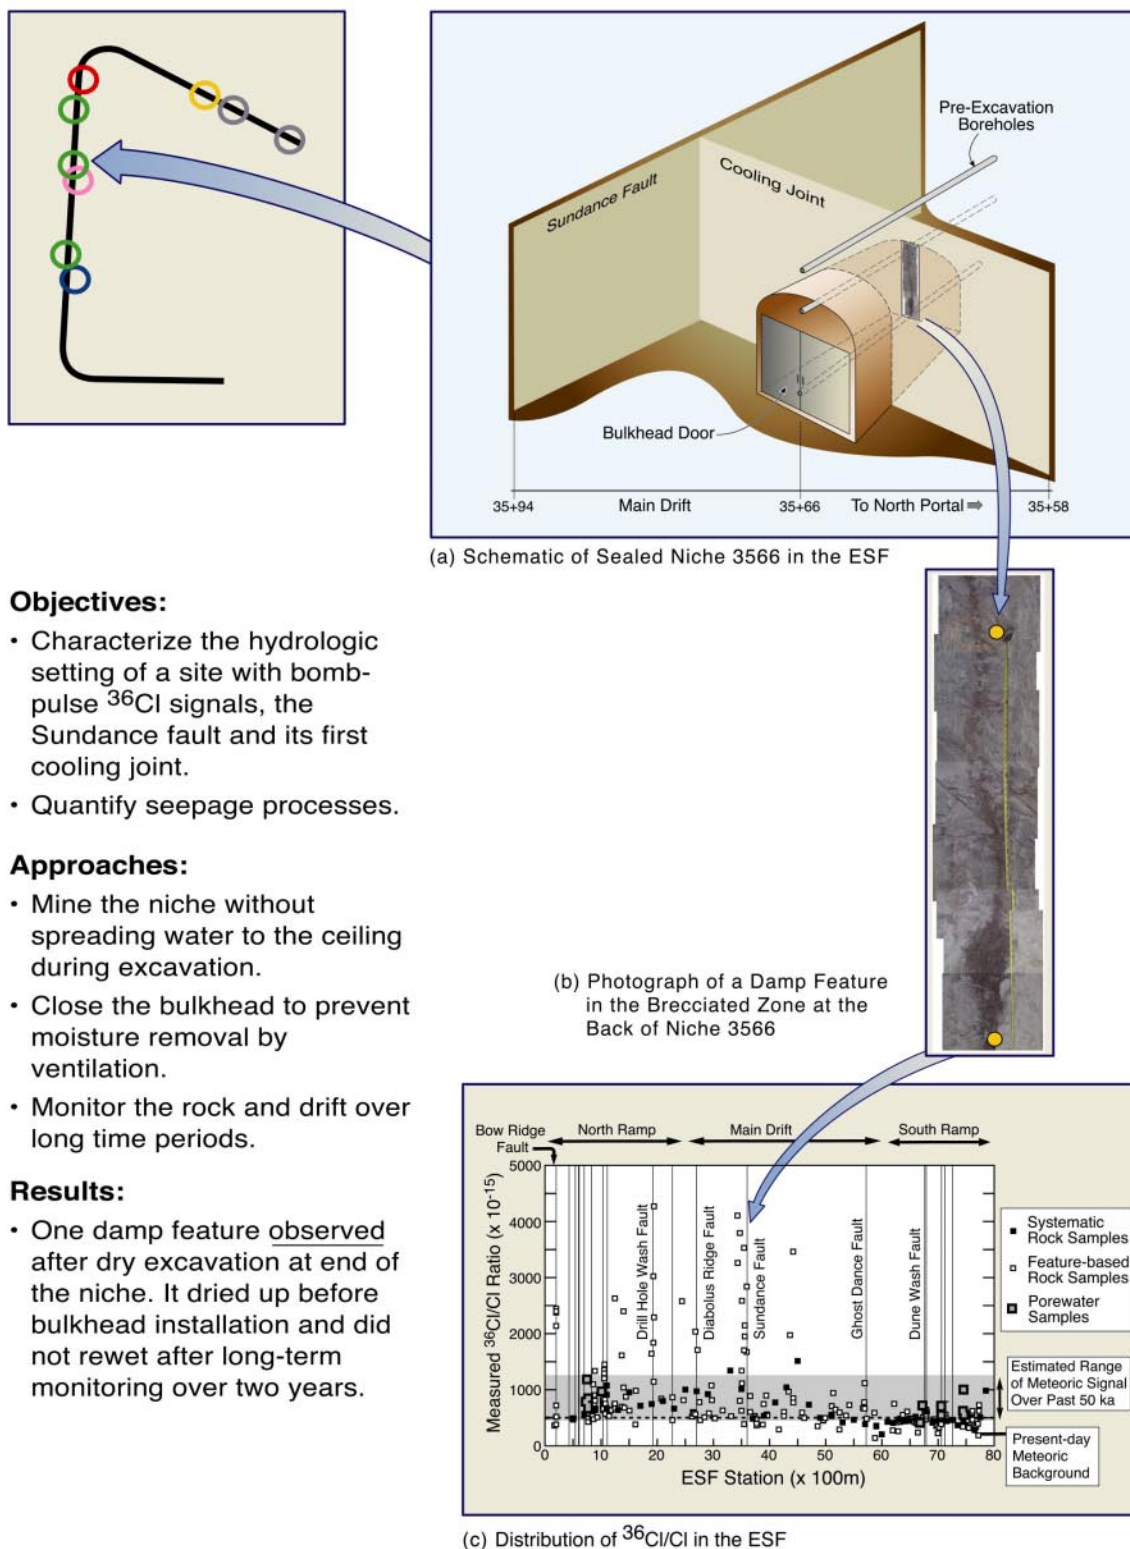 Pre-Excavation
Boreholes
Sundance Fault
Cooling Joint
Bulkhead Door
35+94
Main Drift
35+66
To North Portal
35+58
(a) Schematic of Sealed Niche 3566 in the ESF
Objectives:
• Characterize the hydrologic
setting of a site with bomb-
pulse 36Cl signals, the
Sundance fault and its first
cooling joint.
• Quantify seepage processes.
Approaches:
• Mine the niche without
spreading water to the ceiling
during excavation.
• Close the bulkhead to prevent
moisture removal by
ventilation.
• Monitor the rock and drift over
long time periods.
Results:
• One damp feature observed
after dry excavation at end of
the niche. It dried up before
bulkhead installation and did
not rewet after long-term
monitoring over two years.
(b) Photograph of a Damp Feature
in the Brecciated Zone at the
Back of Niche 3566
Bow Ridge
Fault
North Ramp
Main Drift
South Ramp
Measured 36Cl/Cl Ratio (x 10-15)
5000
4000
3000
2000
1000
0
Drill Hole Wash Fault
Diabolus Ridge Fault
Sundance Fault
Ghost Dance Fault
Dune Wash Fault
0 10 20 30 40 50 60 70 80
ESF Station (x 100m)
Systematic
Rock Samples
Feature-based
Rock Samples
Porewater
Samples
Estimated Range
of Meteoric Signal
Over Past 50 ka
Present-day
Meteoric
Background
(c) Distribution of 36Cl/Cl in the ESF